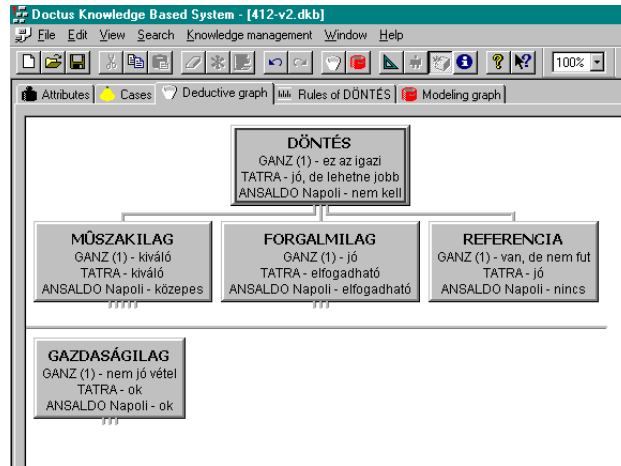 Doctus Knowledge Based System - [412-v2.dkb]
File Edit View Search Knowledge management Window Help
100%
Attributes Cases Deductive graph Rules of DÖNTÉS Modeling graph
DÖNTÉS
GANZ (1) - ez az igazi
TATRA - jó, de lehetne jobb
ANSALDO Napoli - nem kell
MÛSZAKILAG
GANZ (1) - kiváló
TATRA - kiváló
ANSALDO Napoli - közepes
FORGALMILAG
GANZ (1) - jó
TATRA - elfogadható
ANSALDO Napoli - elfogadható
REFERENCIA
GANZ (1) - van, de nem fut
TATRA - jó
ANSALDO Napoli - nincs
GAZDASÁGILAG
GANZ (1) - nem jó vétel
TATRA - ok
ANSALDO Napoli - ok